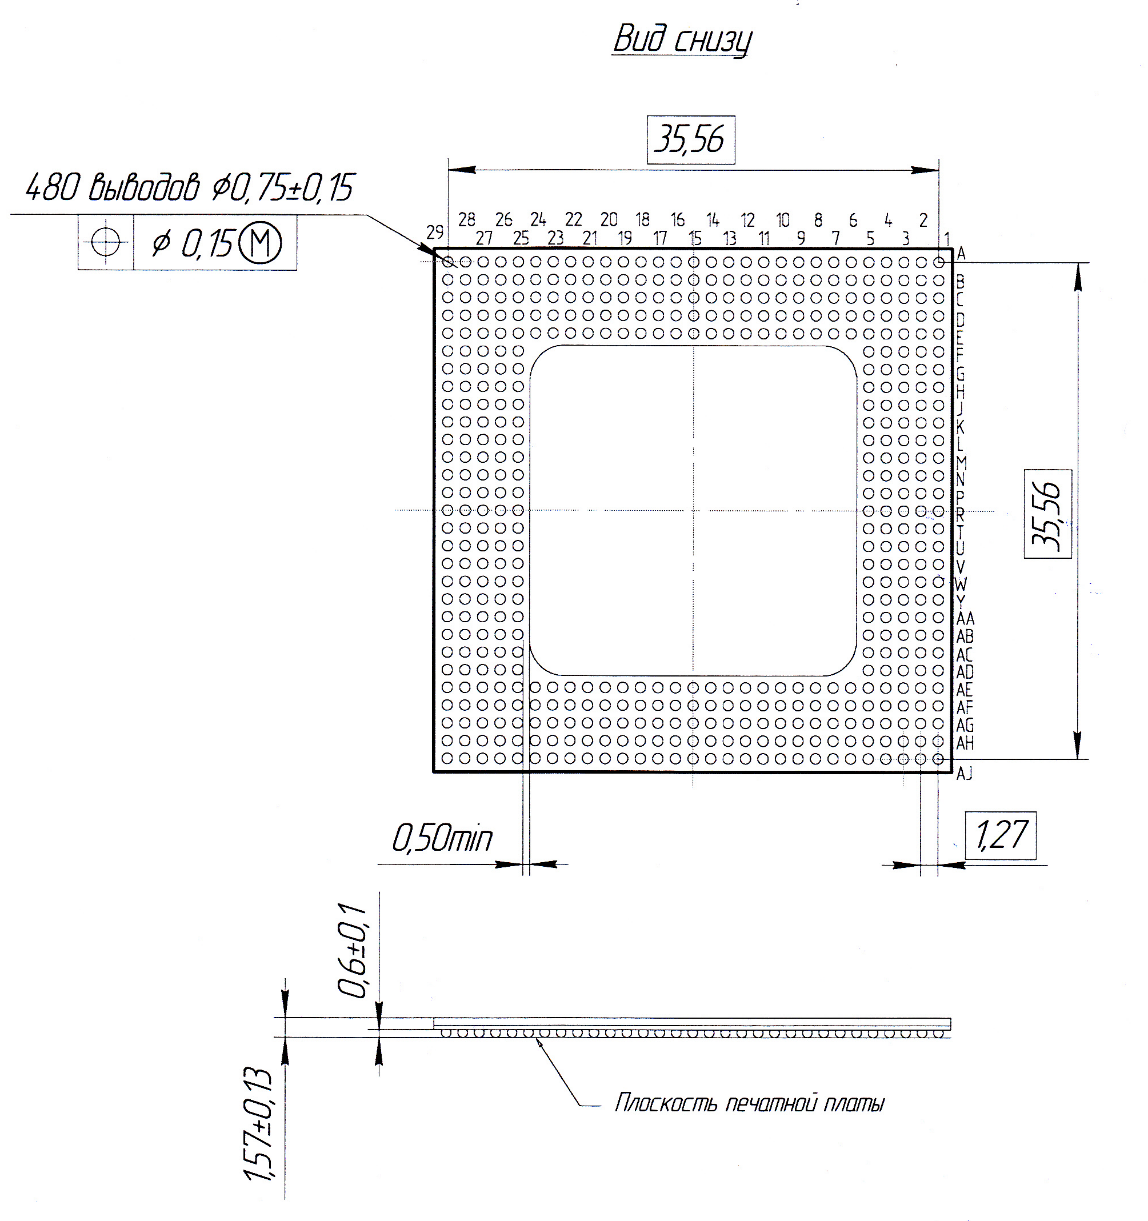 Вид снизу
35,56
480 выводов ϕ0,75±0,15
ϕ 0,15 Ⓜ
28 26 24 22 20 18 16 14 12 10 8 6 4 2
29 27 25 23 21 19 17 15 13 11 9 7 5 3 1
A
B
C
D
E
F
G
H
J
K
L
M
N
P
R
T
U
V
W
Y
AA
AB
AC
AD
AE
AF
AG
AH
AJ
35,56
0,50min
1,27
0,6±0,1
1,57±0,13
Плоскость печатной платы